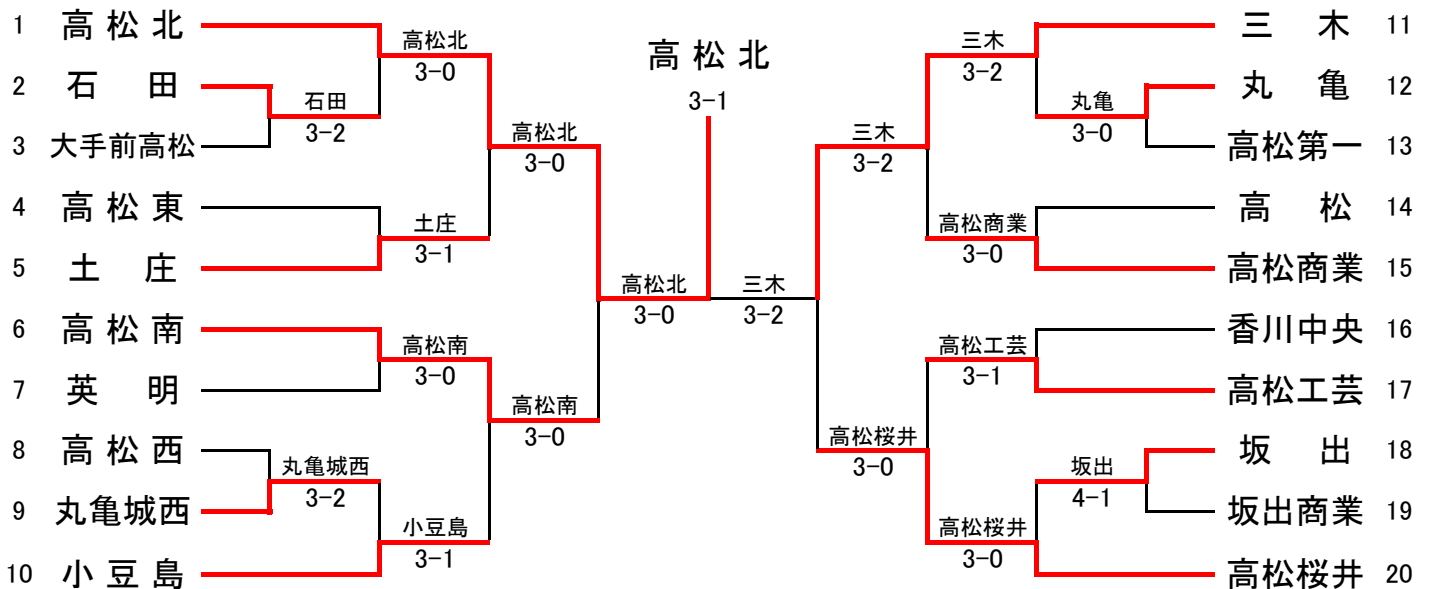 1 高松北
2 石田
3 大手前高松
4 高松東
5 土庄
6 高松南
7 英明
8 高松西
9 丸亀城西
10 小豆島
石田
3-2
丸亀城西
3-2
高松北
3-0
土庄
3-1
高松南
3-0
小豆島
3-1
高松北
3-0
高松南
3-0
高松北
3-0
高松北
3-1
三木
3-2
三木
3-2
高松桜井
3-0
三木
3-2
高松商業
3-0
高松工芸
3-1
高松桜井
3-0
丸亀
3-0
坂出
4-1
三木 11
丸亀 12
高松第一 13
高松 14
高松商業 15
香川中央 16
高松工芸 17
坂出 18
坂出商業 19
高松桜井 20